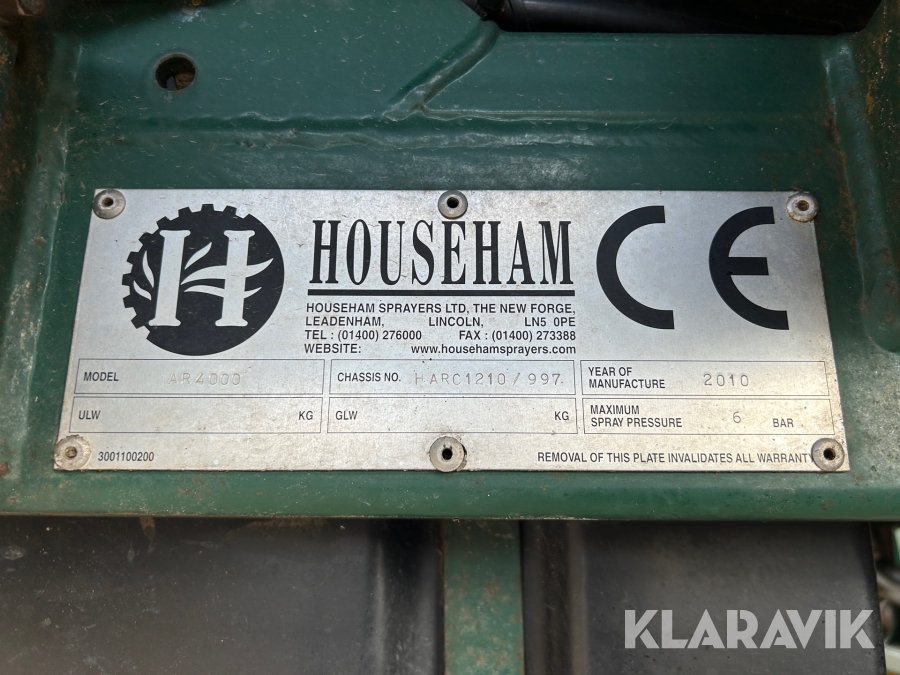 H
HOUSEHAM
CE
HOUSEHAM SPRAYERS LTD, THE NEW FORGE,
LEADENHAM, LINCOLN, LN5 0PE
TEL : (01400) 276000 FAX : (01400) 273388
WEBSITE: www.househamsprayers.com
MODEL AR4000 CHASSIS NO. HARC1210/997 YEAR OF MANUFACTURE 2010
ULW KG GLW KG MAXIMUM SPRAY PRESSURE 6 BAR
3001100200 REMOVAL OF THIS PLATE INVALIDATES ALL WARRANTY
KLARAVIK